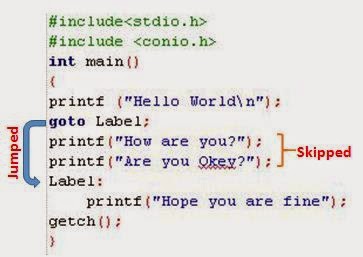 #include<stdio.h>
#include <conio.h>
int main()
{
printf ("Hello World\n");
goto Label;
printf("How are you?");
printf("Are you Okey?");
Label:
printf("Hope you are fine");
getch();
}
Jumped
Skipped